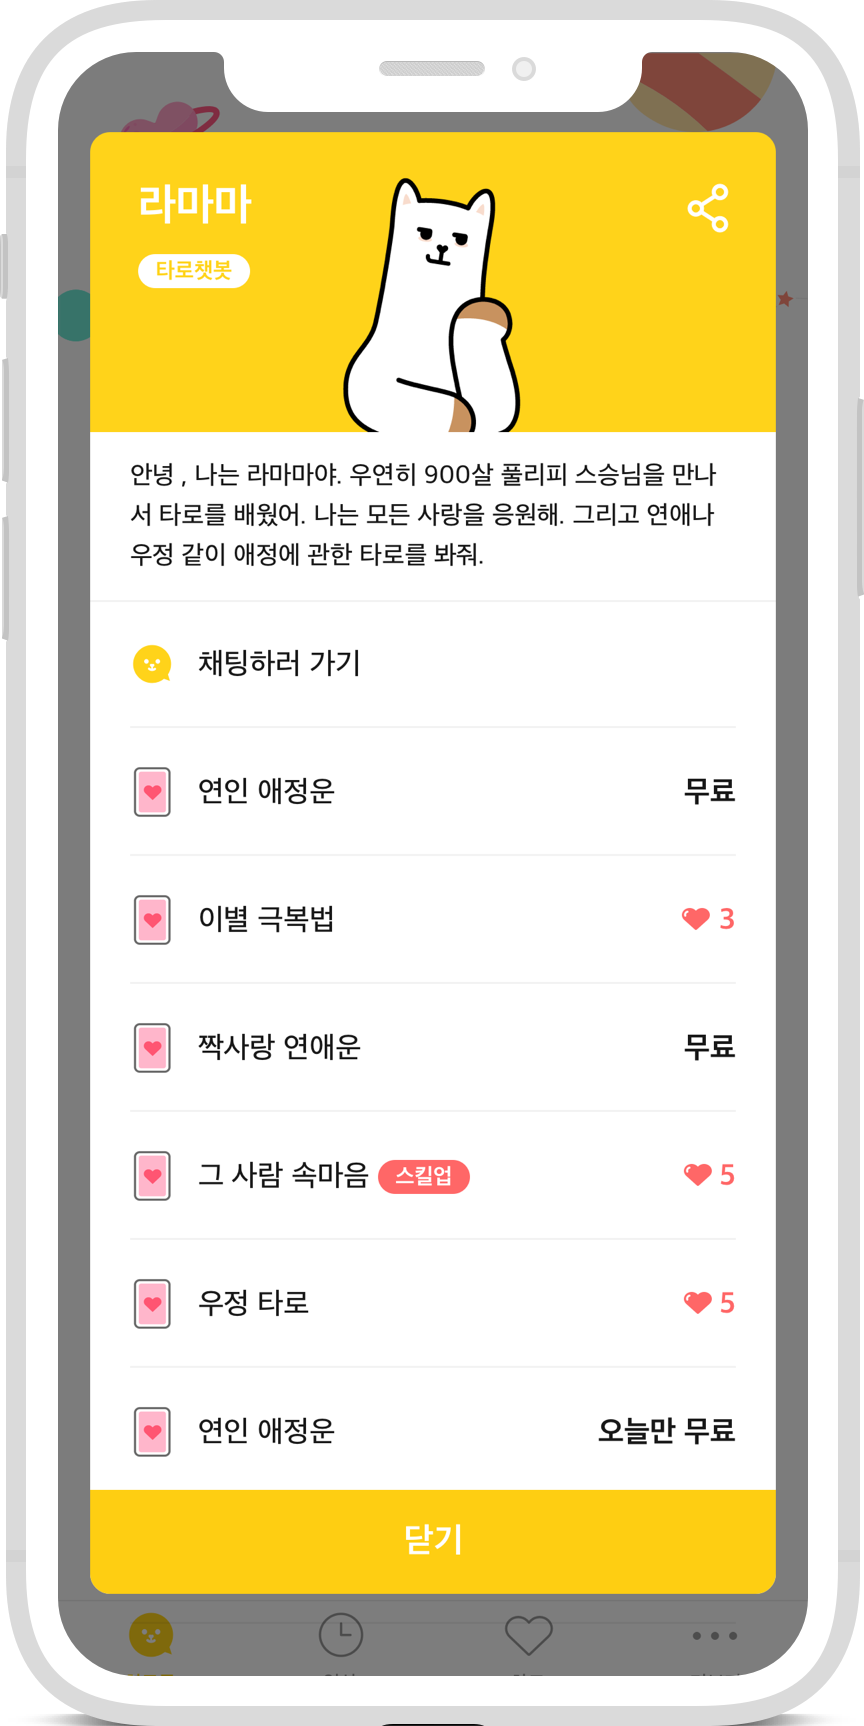 라마마
타로챗봇
안녕 , 나는 라마마야. 우연히 900살 풀리피 스승님을 만나
서 타로를 배웠어. 나는 모든 사랑을 응원해. 그리고 연애나
우정 같이 애정에 관한 타로를 봐줘.
채팅하러 가기
연인 애정운 무료
이별 극복법 3
짝사랑 연애운 무료
그 사람 속마음 스킬업 5
우정 타로 5
연인 애정운 오늘만 무료
닫기